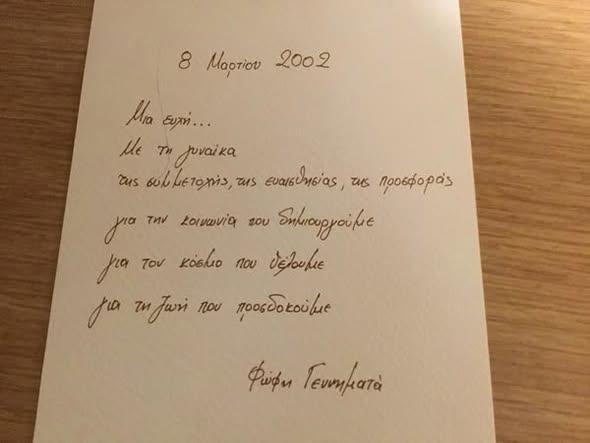 8 Μαρτίου 2002
Μια ευχή...
Με τη γυναίκα
της συμμετοχής, της ευαισθησίας, της προσφοράς
για την κοινωνία που δημιουργούμε
για τον κόσμο που θέλουμε
για τη ζωή που προσδοκούμε
Φώφη Γεννηματά